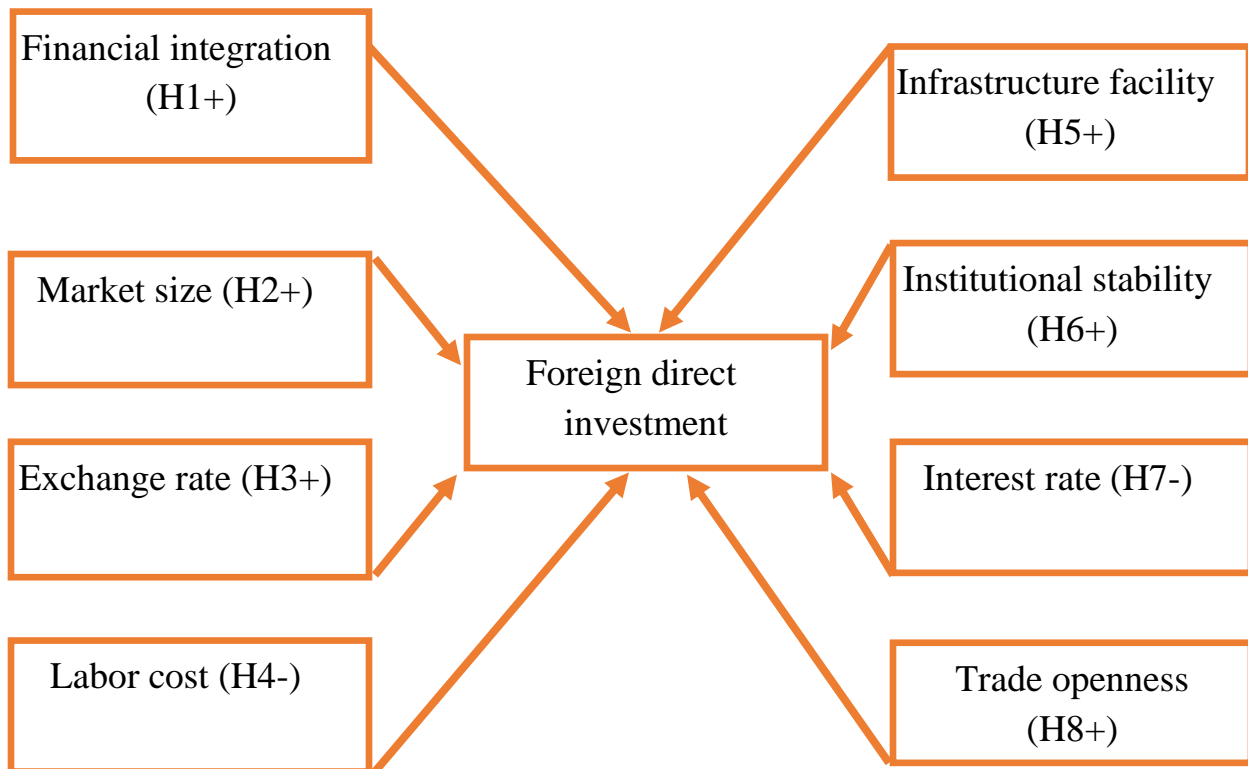 Financial integration
(H1+)
Market size (H2+)
Exchange rate (H3+)
Labor cost (H4-)
Foreign direct
investment
Infrastructure facility
(H5+)
Institutional stability
(H6+)
Interest rate (H7-)
Trade openness
(H8+)